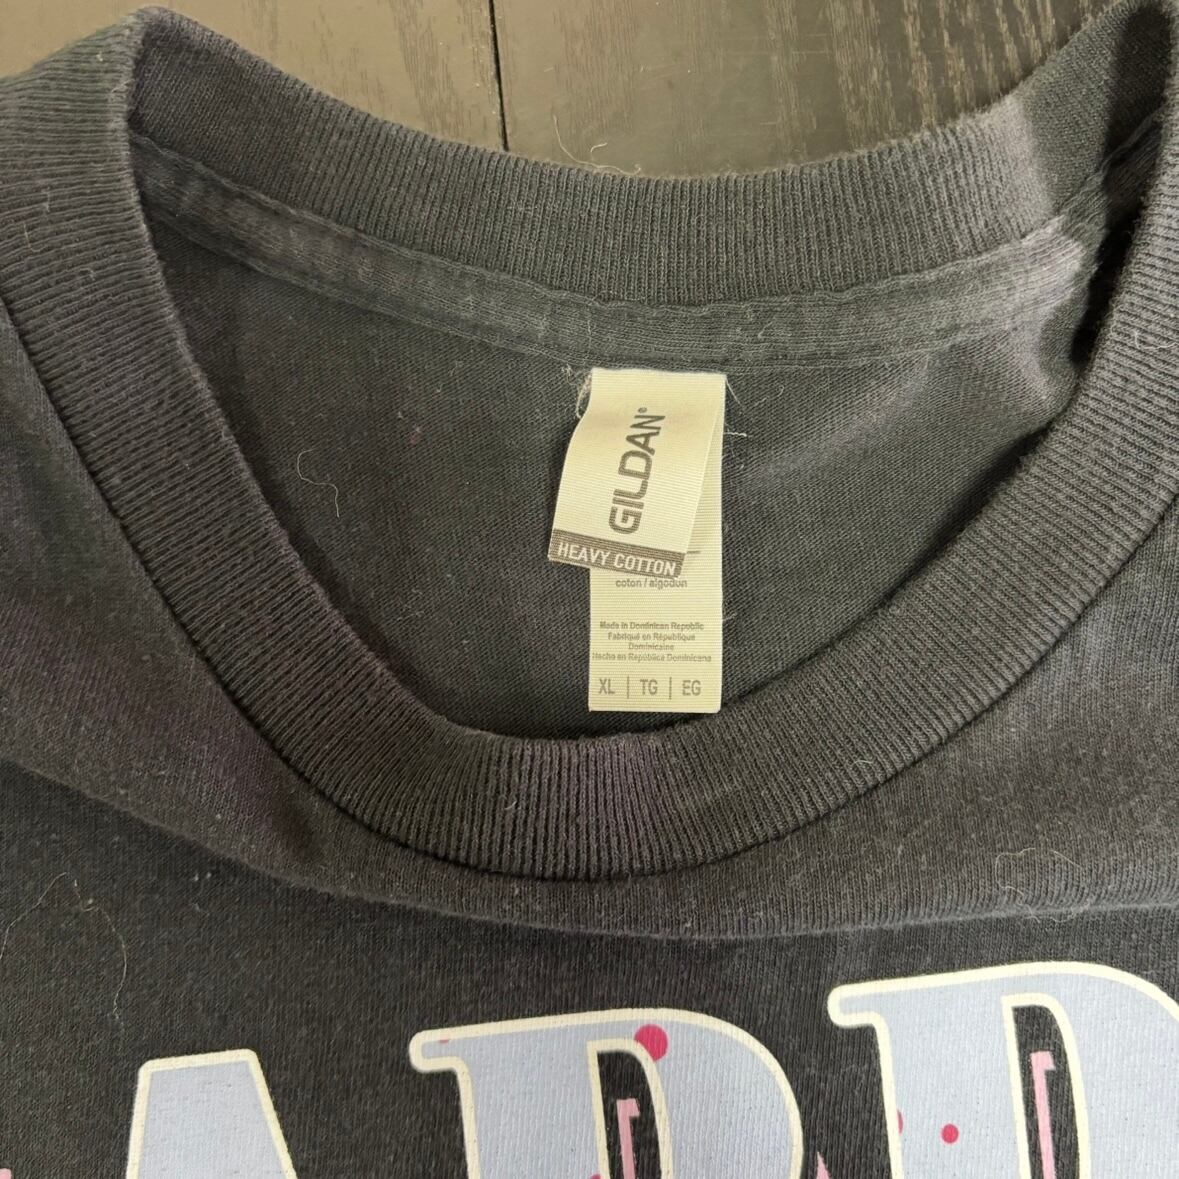 GILDAN®
HEAVY COTTON
coton / algodon
Made in Dominican Republic
Fabriqué en République
Dominicaine
Hecho en República Dominicana
XL | TG | EG